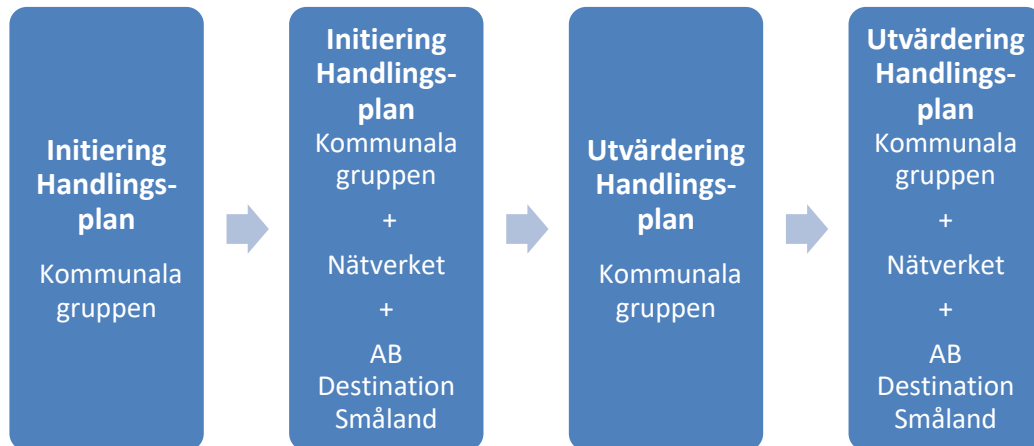 Initiering
Handlings-
plan
Kommunala
gruppen
Initiering
Handlings-
plan
Kommunala
gruppen
+
Nätverket
+
AB
Destination
Småland
Utvärdering
Handlings-
plan
Kommunala
gruppen
Utvärdering
Handlings-
plan
Kommunala
gruppen
+
Nätverket
+
AB
Destination
Småland